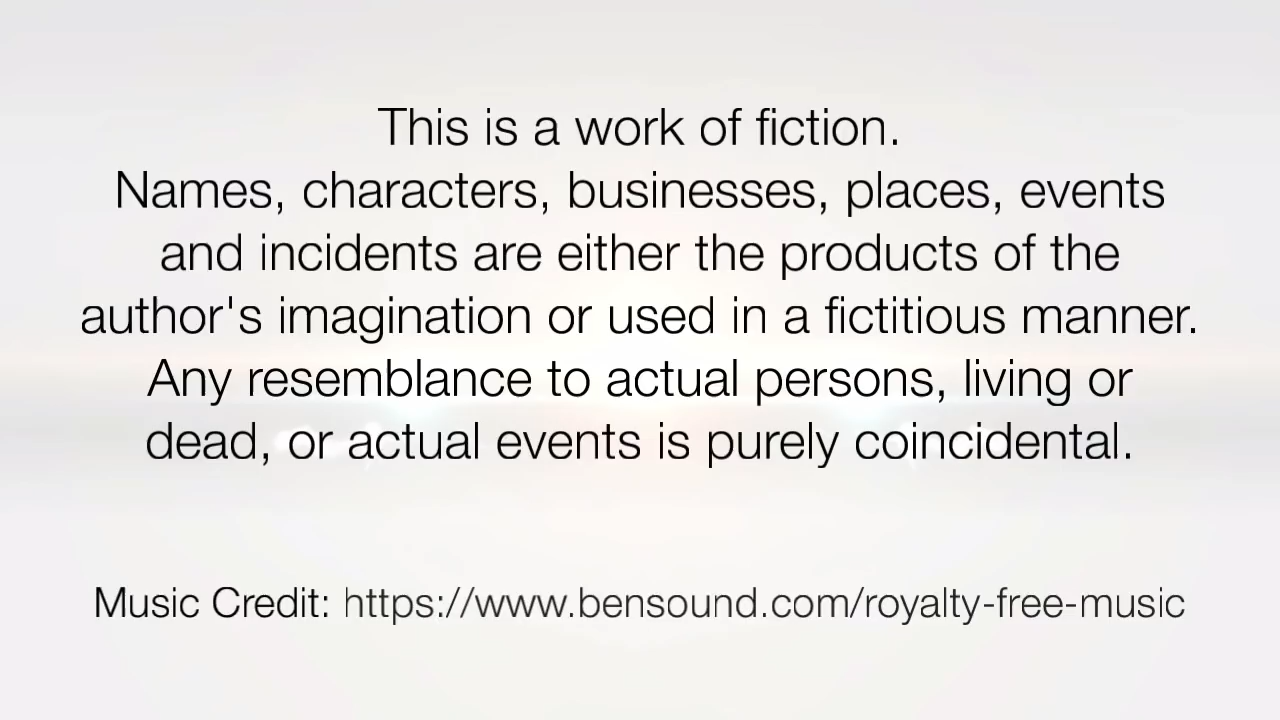 This is a work of fiction.
Names, characters, businesses, places, events
and incidents are either the products of the
author's imagination or used in a fictitious manner.
Any resemblance to actual persons, living or
dead, or actual events is purely coincidental.
Music Credit: https://www.bensound.com/royalty-free-music